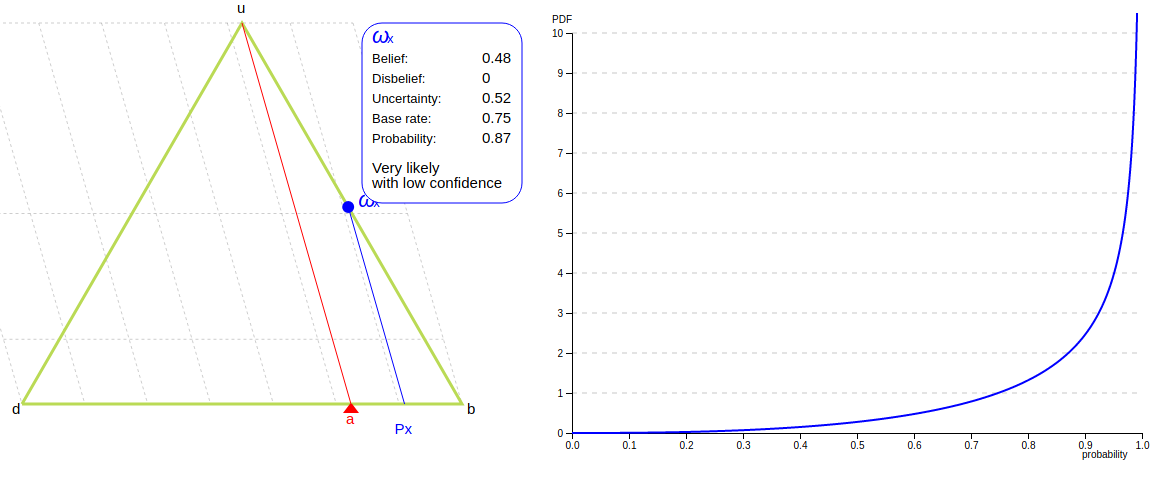 u
ωx
Belief: 0.48
Disbelief: 0
Uncertainty: 0.52
Base rate: 0.75
Probability: 0.87
Very likely
with low confidence
ωx
d
b
a
Px
PDF
10
9
8
7
6
5
4
3
2
1
0
0.0 0.1 0.2 0.3 0.4 0.5 0.6 0.7 0.8 0.9 1.0
probability